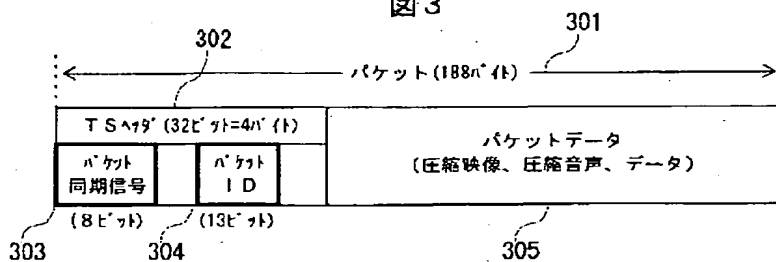 図3
302
301
パケット(188バイト)
TSヘッダ(32ビット=4バイト)
パケット
同期信号
パケット
ID
パケットデータ
(圧縮映像、圧縮音声、データ)
(8ビット)
(13ビット)
303
304
305